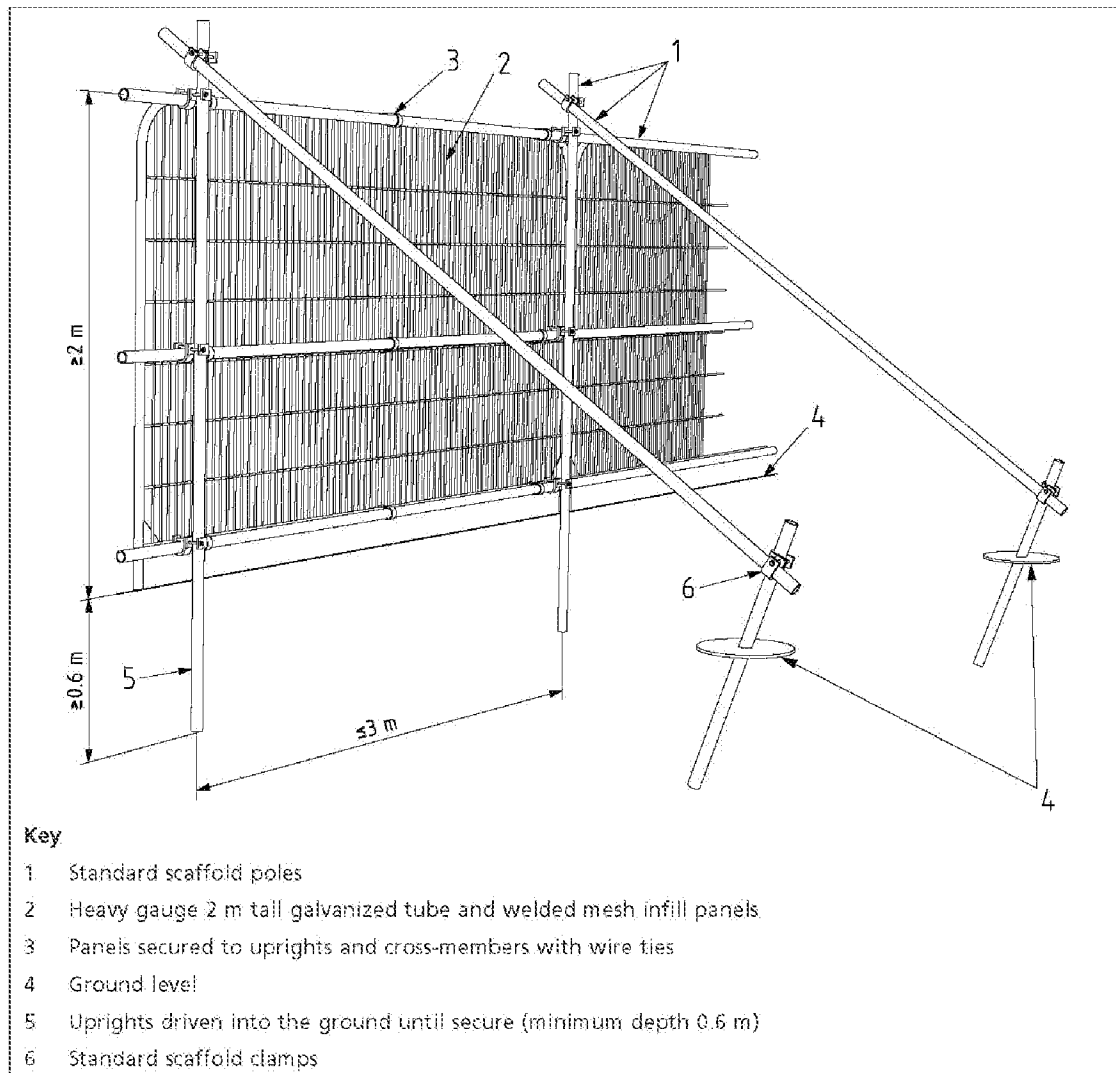 3 2 1
≥2 m
4
6
5
≥0.6 m
≤3 m
4
Key
1 Standard scaffold poles
2 Heavy gauge 2 m tall galvanized tube and welded mesh infill panels
3 Panels secured to uprights and cross-members with wire ties
4 Ground level
5 Uprights driven into the ground until secure (minimum depth 0.6 m)
6 Standard scaffold clamps